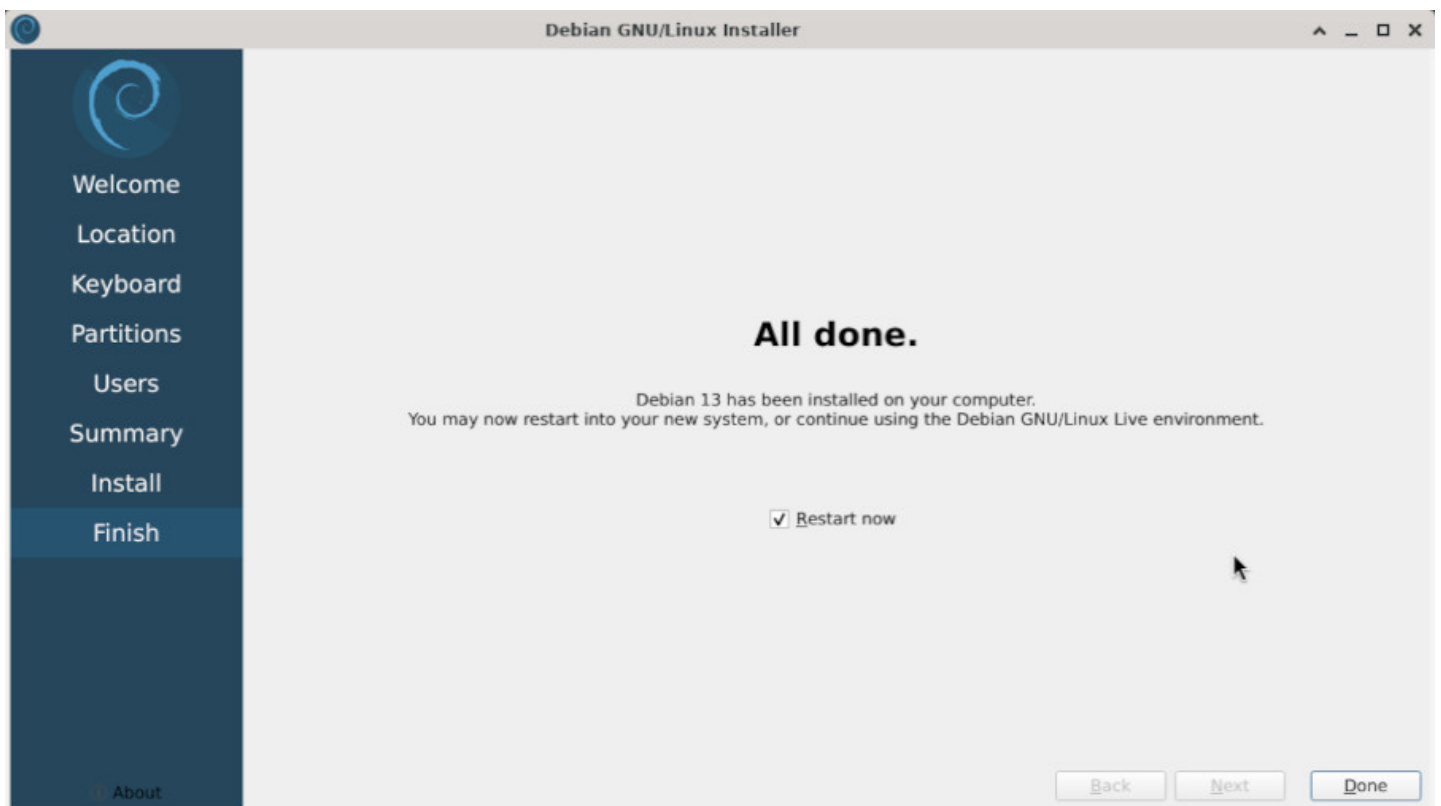 Debian GNU/Linux Installer
Welcome
Location
Keyboard
Partitions
Users
Summary
Install
Finish
About
All done.
Debian 13 has been installed on your computer.
You may now restart into your new system, or continue using the Debian GNU/Linux Live environment.
Restart now
Back
Next
Done